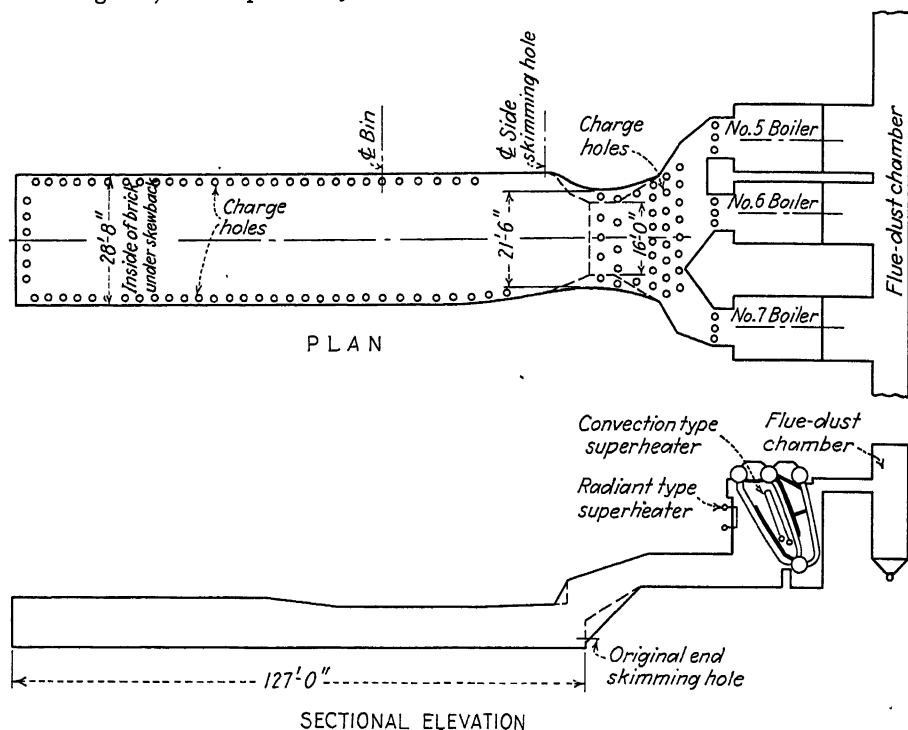 ℄ Bin
℄ Side
skimming hole
Charge
holes
No.5 Boiler
No.6 Boiler
No.7 Boiler
Flue-dust chamber
28'-8"
Inside of brick
under skewback
Charge
holes
21'-6"
16'-0"
PLAN
Convection type
superheater
Flue-dust
chamber
Radiant type
superheater
Original end
skimming hole
127'-0"
SECTIONAL ELEVATION